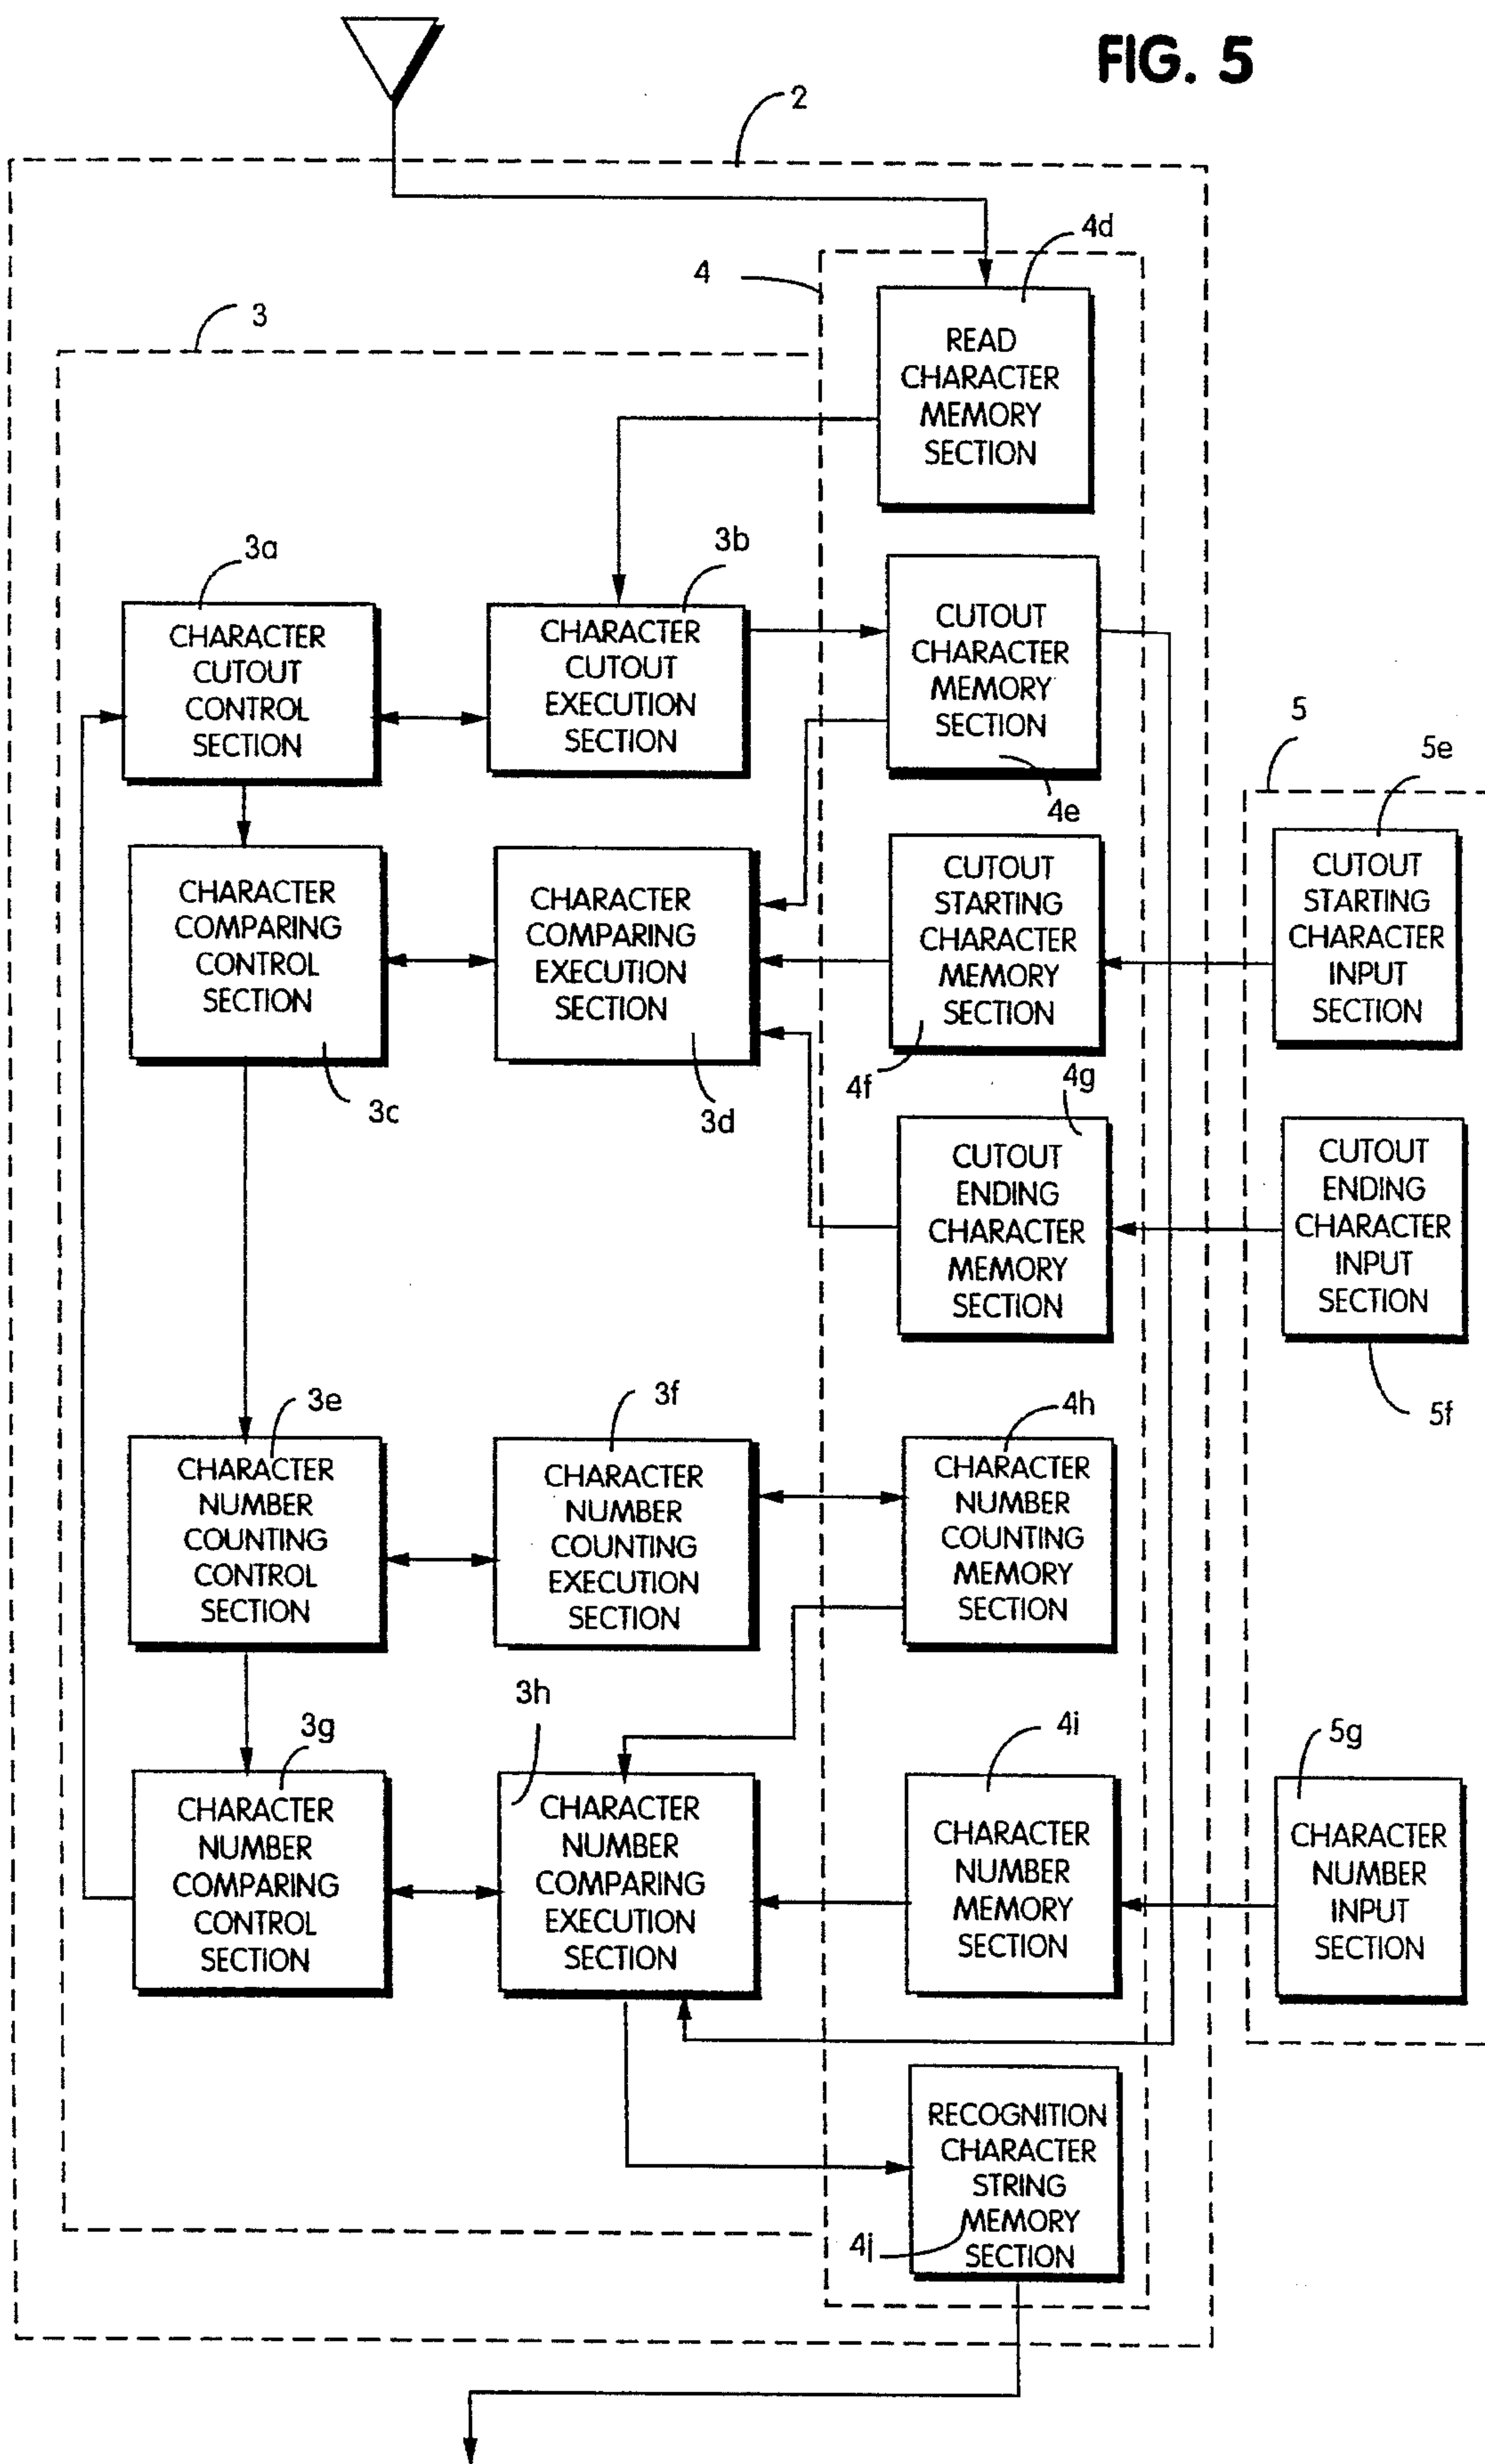 FIG. 5
2
4d
4
3
READ
CHARACTER
MEMORY
SECTION
3a
3b
CHARACTER
CUTOUT
CONTROL
SECTION
CHARACTER
CUTOUT
EXECUTION
SECTION
CUTOUT
CHARACTER
MEMORY
SECTION
4e
5
5e
CHARACTER
COMPARING
CONTROL
SECTION
3c
CHARACTER
COMPARING
EXECUTION
SECTION
3d
CUTOUT
STARTING
CHARACTER
MEMORY
SECTION
4f
CUTOUT
STARTING
CHARACTER
INPUT
SECTION
4g
CUTOUT
ENDING
CHARACTER
MEMORY
SECTION
CUTOUT
ENDING
CHARACTER
INPUT
SECTION
5f
3e
3f
4h
CHARACTER
NUMBER
COUNTING
CONTROL
SECTION
CHARACTER
NUMBER
COUNTING
EXECUTION
SECTION
CHARACTER
NUMBER
COUNTING
MEMORY
SECTION
3g
3h
4i
5g
CHARACTER
NUMBER
COMPARING
CONTROL
SECTION
CHARACTER
NUMBER
COMPARING
EXECUTION
SECTION
CHARACTER
NUMBER
MEMORY
SECTION
CHARACTER
NUMBER
INPUT
SECTION
RECOGNITION
CHARACTER
STRING
MEMORY
SECTION
4j